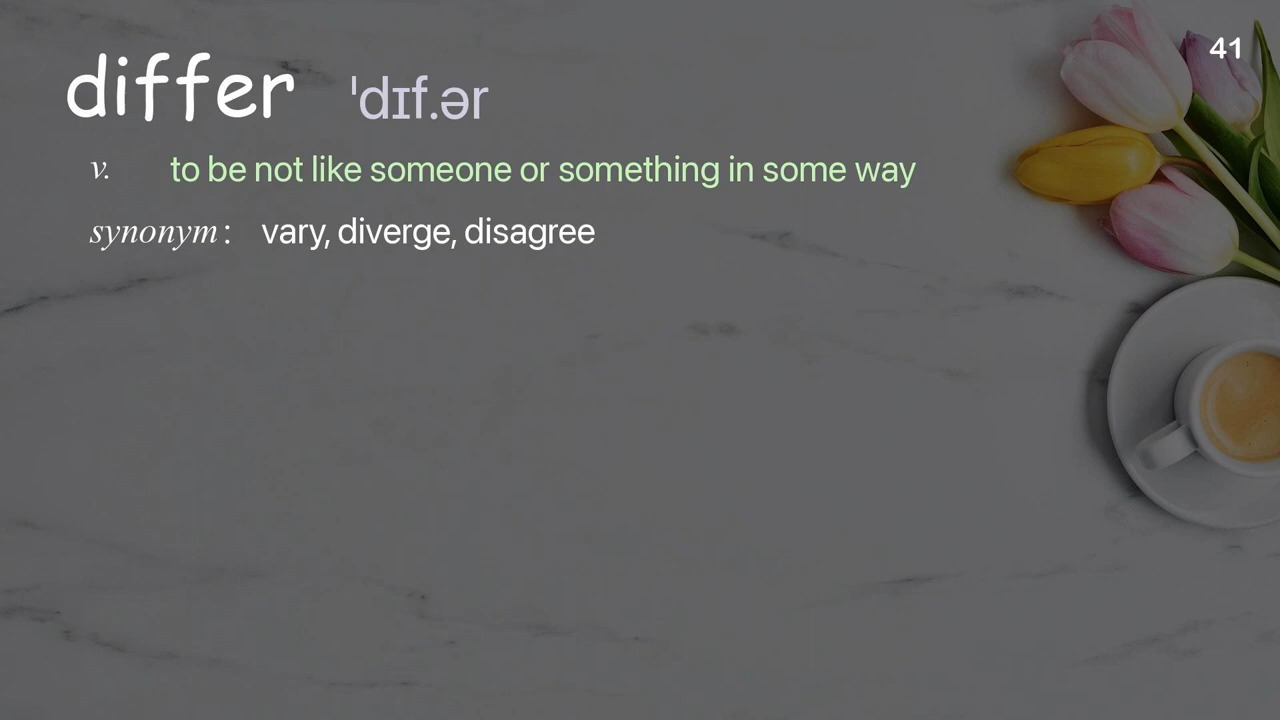 41
differ ˈdɪf.ər
v. to be not like someone or something in some way
synonym: vary, diverge, disagree